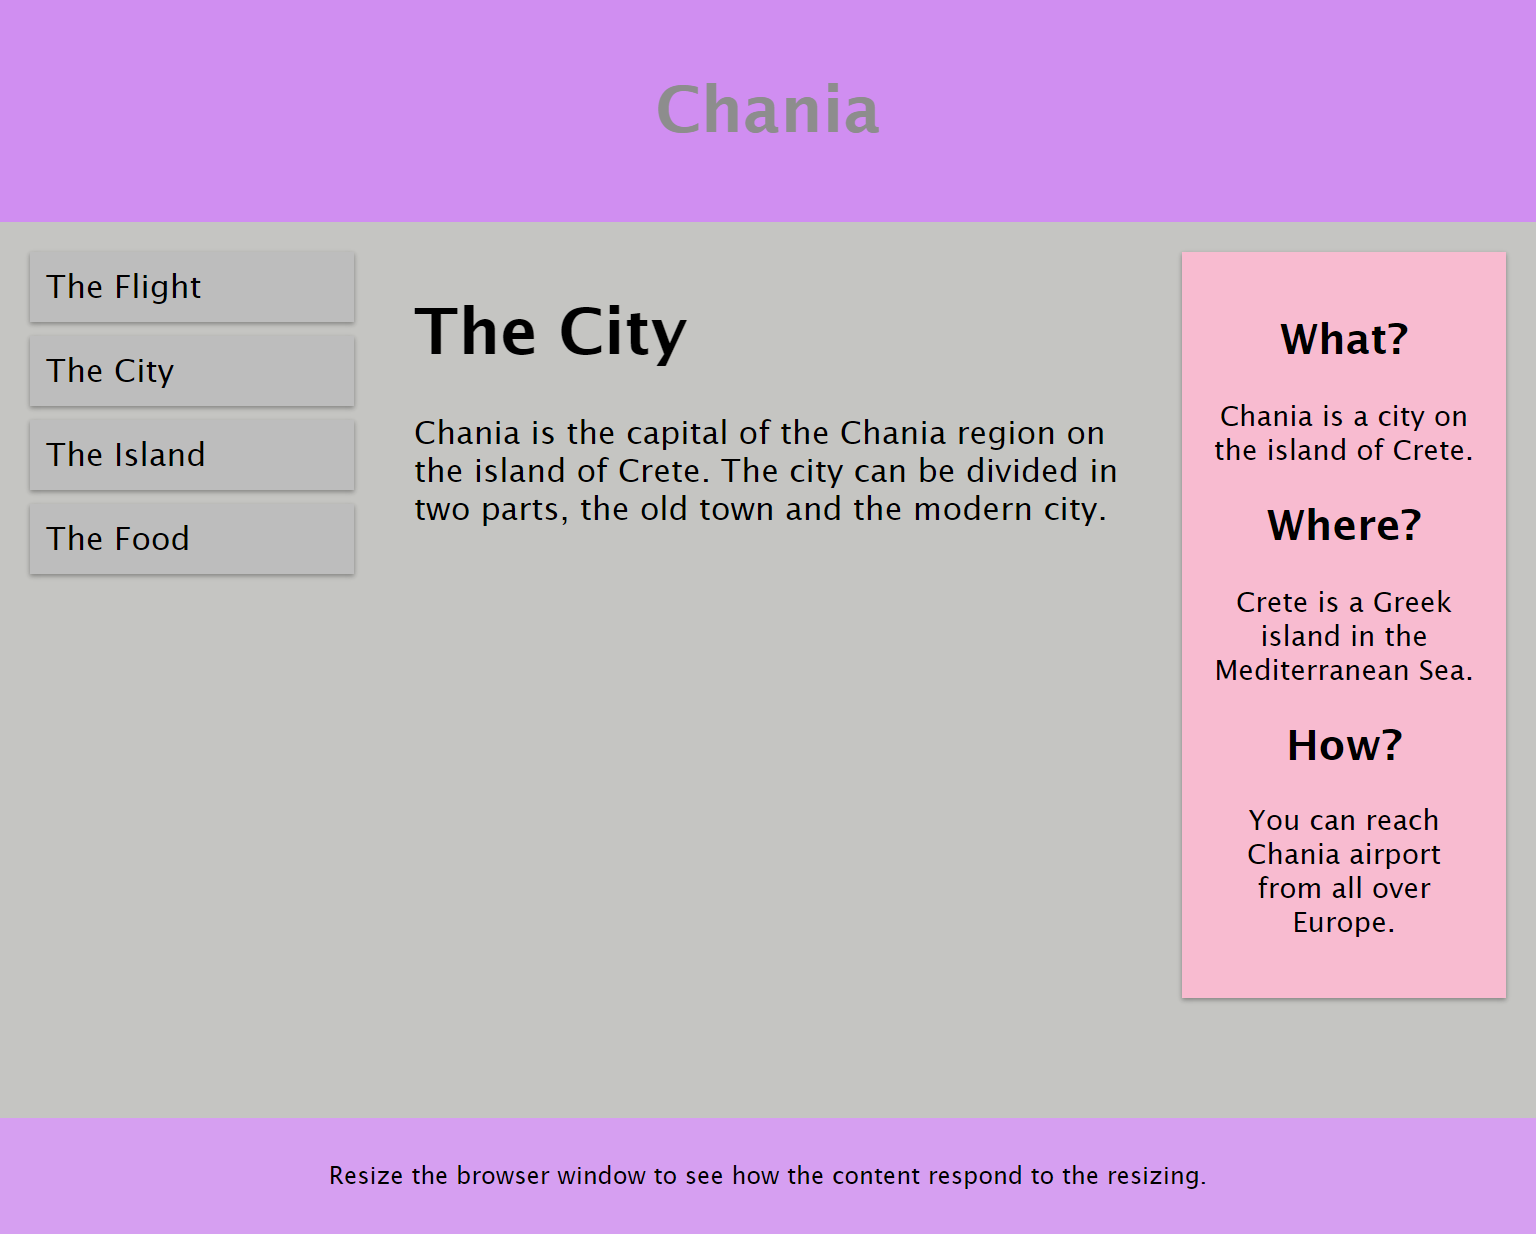 Chania
The Flight
The City
The Island
The Food
The City
Chania is the capital of the Chania region on
the island of Crete. The city can be divided in
two parts, the old town and the modern city.
What?
Chania is a city on
the island of Crete.
Where?
Crete is a Greek
island in the
Mediterranean Sea.
How?
You can reach
Chania airport
from all over
Europe.
Resize the browser window to see how the content respond to the resizing.